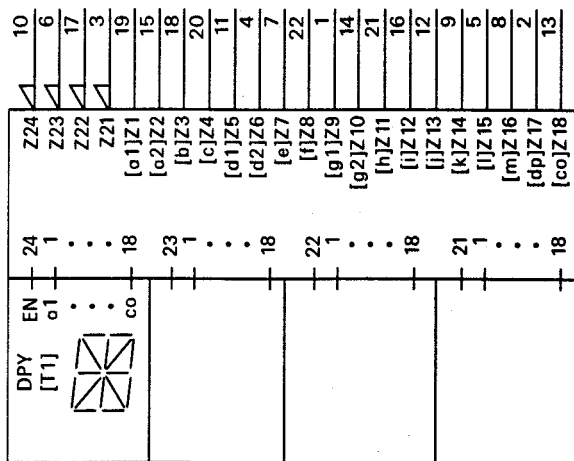 DPY EN 24 Z24 10
[T1] a1 1 Z23 6
· · Z22 17
· · Z21 3
· ·
co 18 [a1]Z1 19
[a2]Z2 15
23 [b]Z3 18
1 [c]Z4 20
· [d1]Z5 11
·
· [d2]Z6 4
18 [e]Z7 7
22 [f]Z8 22
1 [g1]Z9 1
· [g2]Z10 14
·
· [h]Z11 21
18 [i]Z12 16
[j]Z13 12
21 [k]Z14 9
1 [l]Z15 5
· [m]Z16 8
·
· [dp]Z17 2
18 [co]Z18 13